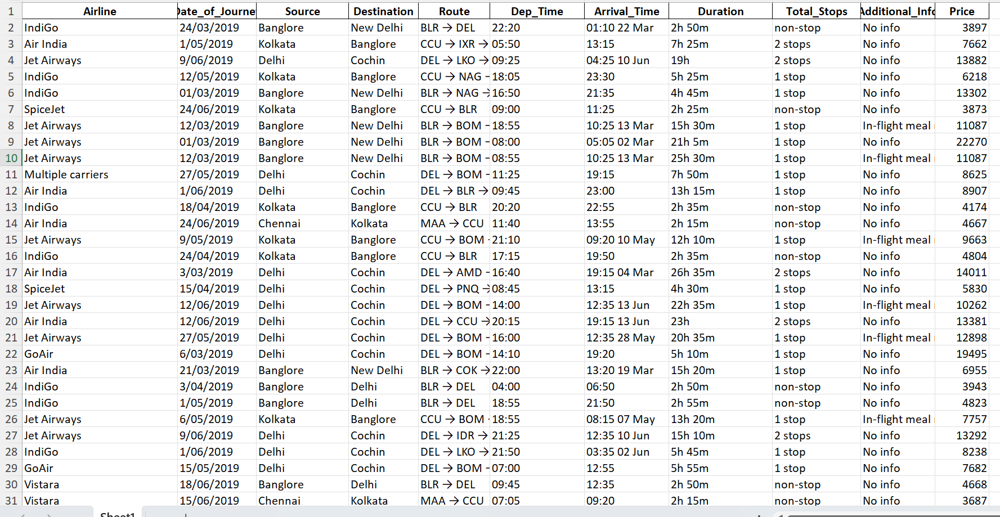 1 Airline Date_of_Journey Source Destination Route Dep_Time Arrival_Time Duration Total_Stops Additional_Info Price
2 IndiGo 24/03/2019 Banglore New Delhi BLR → DEL 22:20 01:10 22 Mar 2h 50m non-stop No info 3897
3 Air India 1/05/2019 Kolkata Banglore CCU → IXR → 05:50 13:15 7h 25m 2 stops No info 7662
4 Jet Airways 9/06/2019 Delhi Cochin DEL → LKO → 09:25 04:25 10 Jun 19h 2 stops No info 13882
5 IndiGo 12/05/2019 Kolkata Banglore CCU → NAG → 18:05 23:30 5h 25m 1 stop No info 6218
6 IndiGo 01/03/2019 Banglore New Delhi BLR → NAG → 16:50 21:35 4h 45m 1 stop No info 13302
7 SpiceJet 24/06/2019 Kolkata Banglore CCU → BLR 09:00 11:25 2h 25m non-stop No info 3873
8 Jet Airways 12/03/2019 Banglore New Delhi BLR → BOM → 18:55 10:25 13 Mar 15h 30m 1 stop In-flight meal 11087
9 Jet Airways 01/03/2019 Banglore New Delhi BLR → BOM → 08:00 05:05 02 Mar 21h 5m 1 stop No info 22270
10 Jet Airways 12/03/2019 Banglore New Delhi BLR → BOM → 08:55 10:25 13 Mar 25h 30m 1 stop In-flight meal 11087
11 Multiple carriers 27/05/2019 Delhi Cochin DEL → BOM → 11:25 19:15 7h 50m 1 stop No info 8625
12 Air India 1/06/2019 Delhi Cochin DEL → BLR → 09:45 23:00 13h 15m 1 stop No info 8907
13 IndiGo 18/04/2019 Kolkata Banglore CCU → BLR 20:20 22:55 2h 35m non-stop No info 4174
14 Air India 24/06/2019 Chennai Kolkata MAA → CCU 11:40 13:55 2h 15m non-stop No info 4667
15 Jet Airways 9/05/2019 Kolkata Banglore CCU → BOM → 21:10 09:20 10 May 12h 10m 1 stop In-flight meal 9663
16 IndiGo 24/04/2019 Kolkata Banglore CCU → BLR 17:15 19:50 2h 35m non-stop No info 4804
17 Air India 3/03/2019 Delhi Cochin DEL → AMD → 16:40 19:15 04 Mar 26h 35m 2 stops No info 14011
18 SpiceJet 15/04/2019 Delhi Cochin DEL → PNQ → 08:45 13:15 4h 30m 1 stop No info 5830
19 Jet Airways 12/06/2019 Delhi Cochin DEL → BOM → 14:00 12:35 13 Jun 22h 35m 1 stop In-flight meal 10262
20 Air India 12/06/2019 Delhi Cochin DEL → CCU → 20:15 19:15 13 Jun 23h 2 stops No info 13381
21 Jet Airways 27/05/2019 Delhi Cochin DEL → BOM → 16:00 12:35 28 May 20h 35m 1 stop In-flight meal 12898
22 GoAir 6/03/2019 Delhi Cochin DEL → BOM → 14:10 19:20 5h 10m 1 stop No info 19495
23 Air India 21/03/2019 Banglore New Delhi BLR → COK → 22:00 13:20 19 Mar 15h 20m 1 stop No info 6955
24 IndiGo 3/04/2019 Banglore Delhi BLR → DEL 04:00 06:50 2h 50m non-stop No info 3943
25 IndiGo 1/05/2019 Banglore Delhi BLR → DEL 18:55 21:50 2h 55m non-stop No info 4823
26 Jet Airways 6/05/2019 Kolkata Banglore CCU → BOM → 18:55 08:15 07 May 13h 20m 1 stop In-flight meal 7757
27 Jet Airways 9/06/2019 Delhi Cochin DEL → IDR → 21:25 12:35 10 Jun 15h 10m 2 stops No info 13292
28 IndiGo 1/06/2019 Delhi Cochin DEL → LKO → 21:50 03:35 02 Jun 5h 45m 1 stop No info 8238
29 GoAir 15/05/2019 Delhi Cochin DEL → BOM → 07:00 12:55 5h 55m 1 stop No info 7682
30 Vistara 18/06/2019 Banglore Delhi BLR → DEL 09:45 12:35 2h 50m non-stop No info 4668
31 Vistara 15/06/2019 Chennai Kolkata MAA → CCU 07:05 09:20 2h 15m non-stop No info 3687
Sheet1